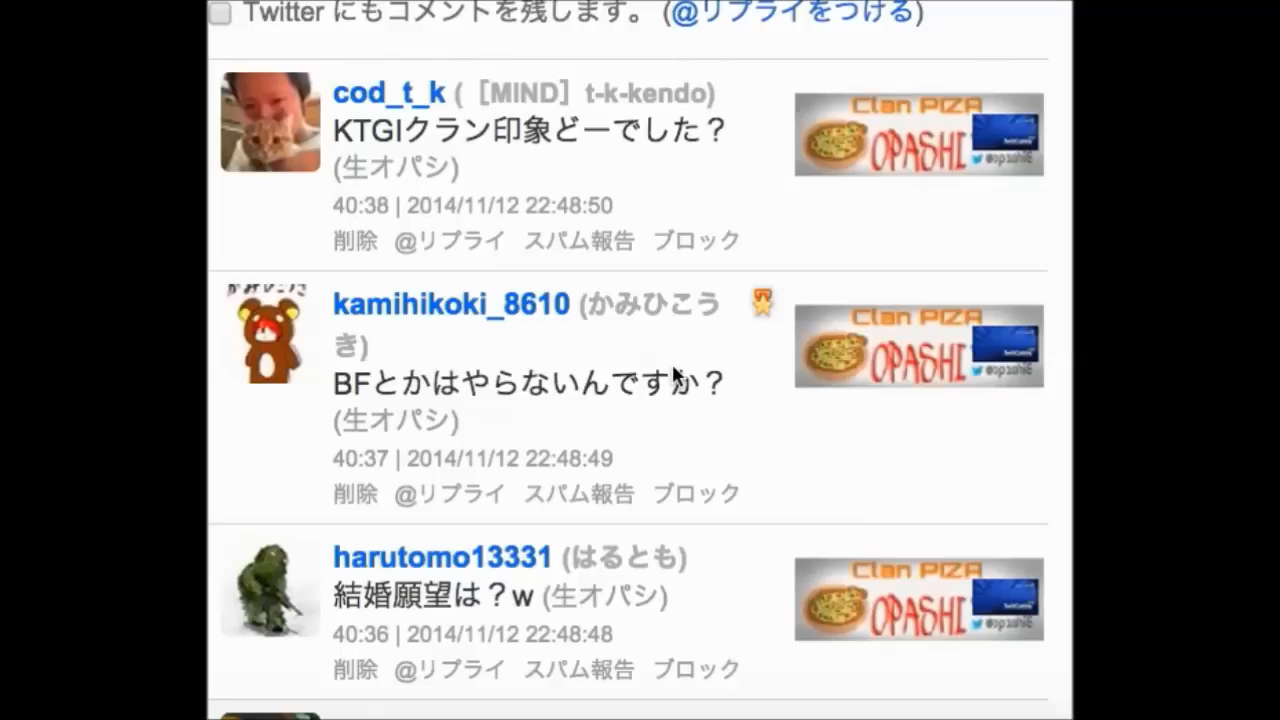 Twitter にもコメントを残します。 (@リプライをつける)
cod_t_k (［MIND］t-k-kendo)
KTGIクラン印象どーでした？
(生オパシ)
40:38 | 2014/11/12 22:48:50
削除 @リプライ スパム報告 ブロック
Clan PIZA
OPASHI
kamihikoki_8610 (かみひこう
き)
BFとかはやらないんですか？
(生オパシ)
40:37 | 2014/11/12 22:48:49
削除 @リプライ スパム報告 ブロック
Clan PIZA
OPASHI
harutomo13331 (はるとも)
結婚願望は？w (生オパシ)
40:36 | 2014/11/12 22:48:48
削除 @リプライ スパム報告 ブロック
Clan PIZA
OPASHI